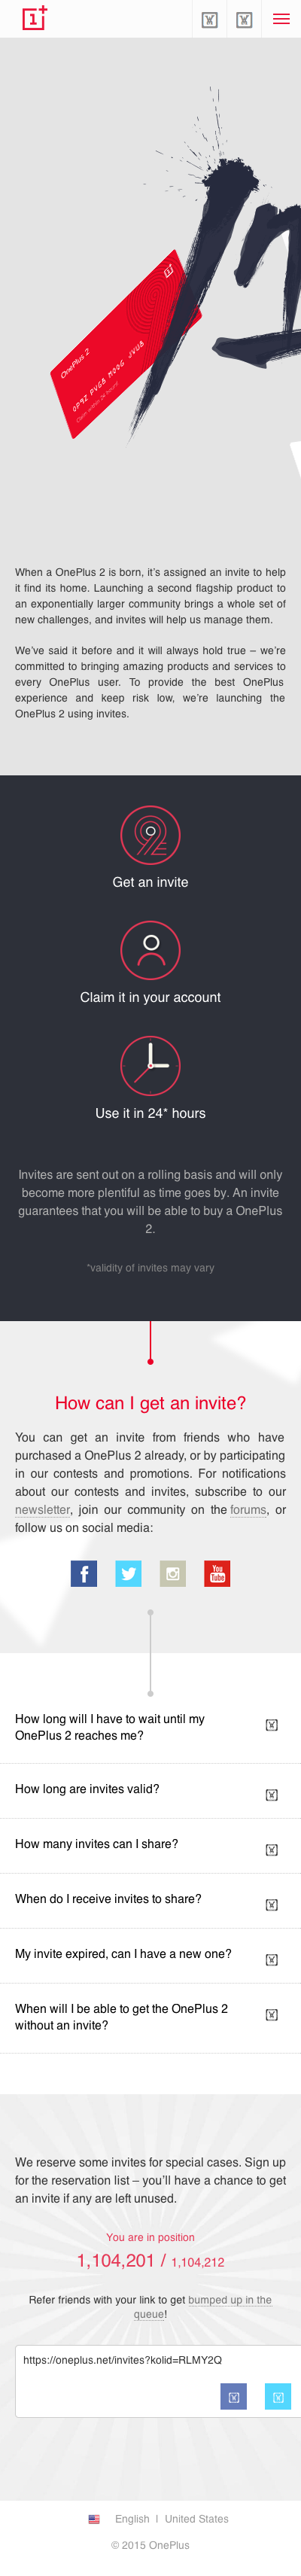 OnePlus 2
When a OnePlus 2 is born, it's assigned an invite to help
it find its home. Launching a second flagship product to
an exponentially larger community brings a whole set of
new challenges, and invites will help us manage them.
We've said it before and it will always hold true – we're
committed to bringing amazing products and services to
every OnePlus user. To provide the best OnePlus
experience and keep risk low, we're launching the
OnePlus 2 using invites.
Get an invite
Claim it in your account
Use it in 24* hours
Invites are sent out on a rolling basis and will only
become more plentiful as time goes by. An invite
guarantees that you will be able to buy a OnePlus
2.
*validity of invites may vary
How can I get an invite?
You can get an invite from friends who have
purchased a OnePlus 2 already, or by participating
in our contests and promotions. For notifications
about our contests and invites, subscribe to our
newsletter, join our community on the forums, or
follow us on social media:
You
Tube
How long will I have to wait until my
OnePlus 2 reaches me?
How long are invites valid?
How many invites can I share?
When do I receive invites to share?
My invite expired, can I have a new one?
When will I be able to get the OnePlus 2
without an invite?
We reserve some invites for special cases. Sign up
for the reservation list – you'll have a chance to get
an invite if any are left unused.
You are in position
1,104,201 / 1,104,212
Refer friends with your link to get bumped up in the
queue!
https://oneplus.net/invites?kolid=RLMY2Q
English | United States
© 2015 OnePlus